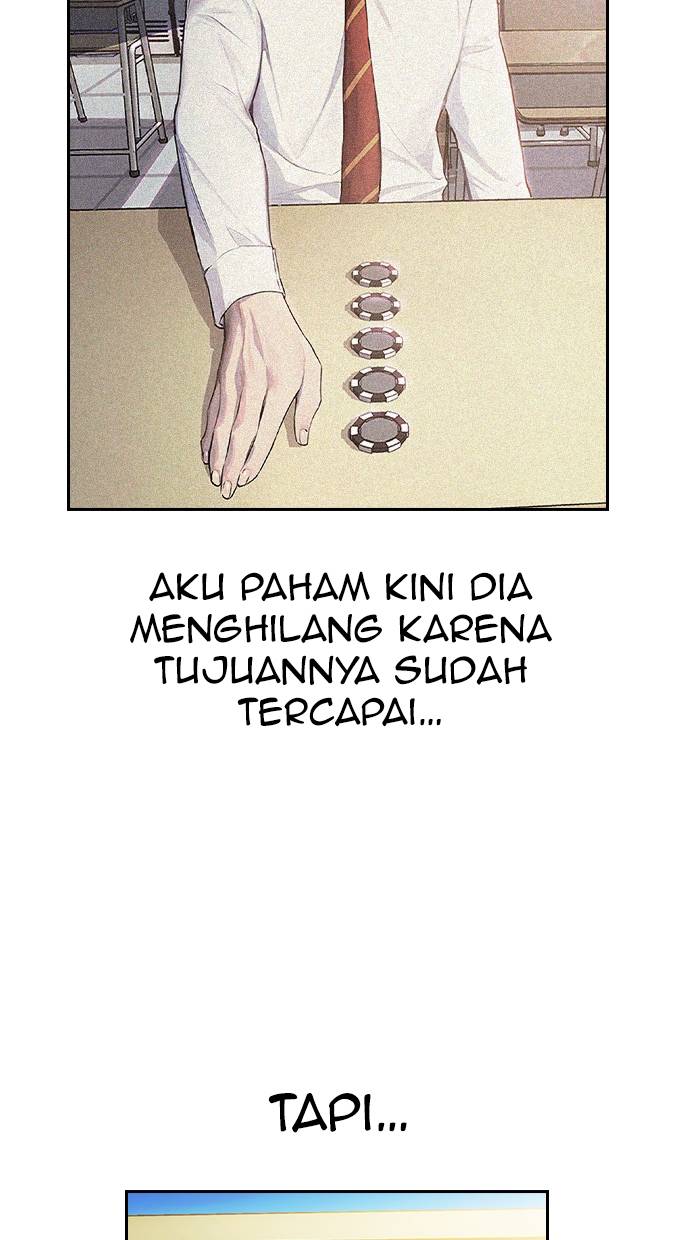 AKU PAHAM KINI DIA
MENGHILANG KARENA
TUJUANNYA SUDAH
TERCAPAI...
TAPI...